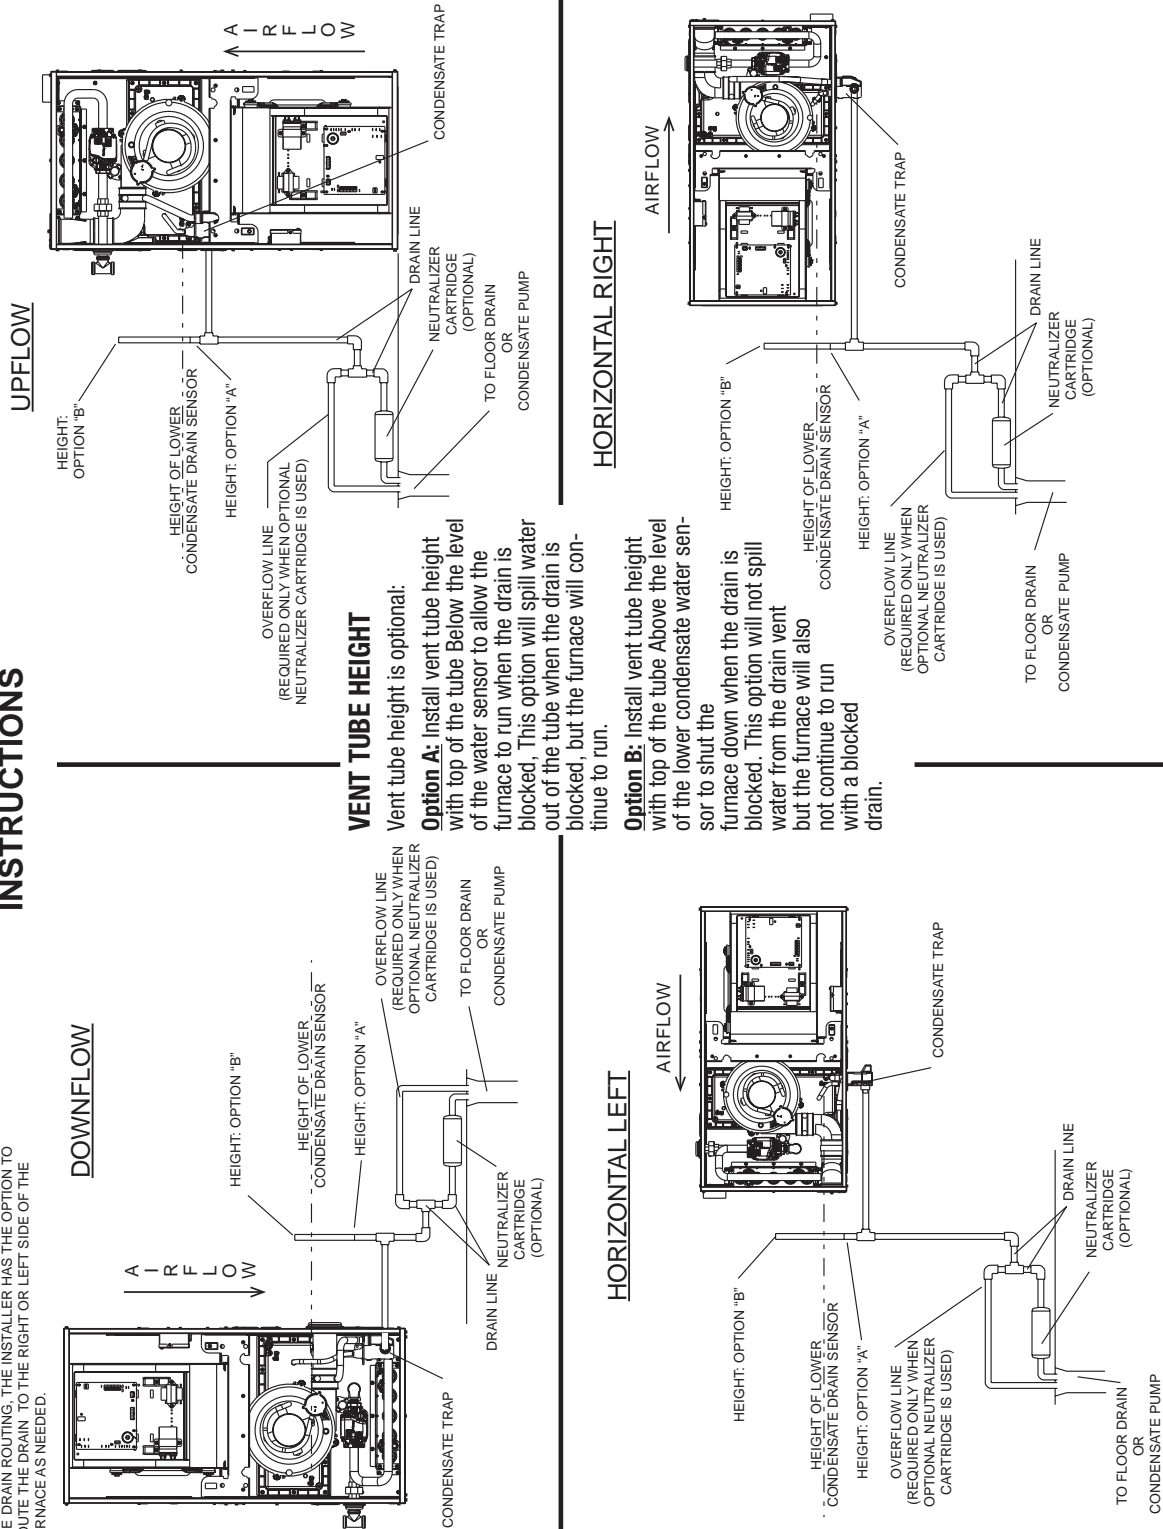 INSTRUCTIONS
DRAIN ROUTING, THE INSTALLER HAS THE OPTION TO
THE DRAIN TO THE RIGHT OR LEFT SIDE OF THE
AS NEEDED.
DOWNFLOW
A
I
R
F
L
O
W
HEIGHT: OPTION "B"
HEIGHT OF LOWER
CONDENSATE DRAIN SENSOR
HEIGHT: OPTION "A"
OVERFLOW LINE
(REQUIRED ONLY WHEN
OPTIONAL NEUTRALIZER
CARTRIDGE IS USED)
TO FLOOR DRAIN
OR
CONDENSATE PUMP
NEUTRALIZER
CARTRIDGE
(OPTIONAL)
DRAIN LINE
CONDENSATE TRAP
UPFLOW
A
I
R
F
L
O
W
CONDENSATE TRAP
HEIGHT:
OPTION "B"
HEIGHT OF LOWER
CONDENSATE DRAIN SENSOR
HEIGHT: OPTION "A"
OVERFLOW LINE
(REQUIRED ONLY WHEN OPTIONAL
NEUTRALIZER CARTRIDGE IS USED)
DRAIN LINE
NEUTRALIZER
CARTRIDGE
(OPTIONAL)
TO FLOOR DRAIN
OR
CONDENSATE PUMP
VENT TUBE HEIGHT
Vent tube height is optional:
Option A: Install vent tube height
with top of the tube Below the level
of the water sensor to allow the
furnace to run when the drain is
blocked, This option will spill water
out of the tube when the drain is
blocked, but the furnace will con-
tinue to run.
Option B: Install vent tube height
with top of the tube Above the level
of the lower condensate water sen-
sor to shut the
furnace down when the drain is
blocked. This option will not spill
water from the drain vent
but the furnace will also
not continue to run
with a blocked
drain.
HORIZONTAL LEFT
AIRFLOW
CONDENSATE TRAP
HEIGHT: OPTION "B"
HEIGHT OF LOWER
CONDENSATE DRAIN SENSOR
HEIGHT: OPTION "A"
OVERFLOW LINE
(REQUIRED ONLY WHEN
OPTIONAL NEUTRALIZER
CARTRIDGE IS USED)
DRAIN LINE
NEUTRALIZER
CARTRIDGE
(OPTIONAL)
TO FLOOR DRAIN
OR
CONDENSATE PUMP
HORIZONTAL RIGHT
AIRFLOW
CONDENSATE TRAP
HEIGHT: OPTION "B"
HEIGHT OF LOWER
CONDENSATE DRAIN SENSOR
HEIGHT: OPTION "A"
OVERFLOW LINE
(REQUIRED ONLY WHEN
OPTIONAL NEUTRALIZER
CARTRIDGE IS USED)
DRAIN LINE
NEUTRALIZER
CARTRIDGE
(OPTIONAL)
TO FLOOR DRAIN
OR
CONDENSATE PUMP